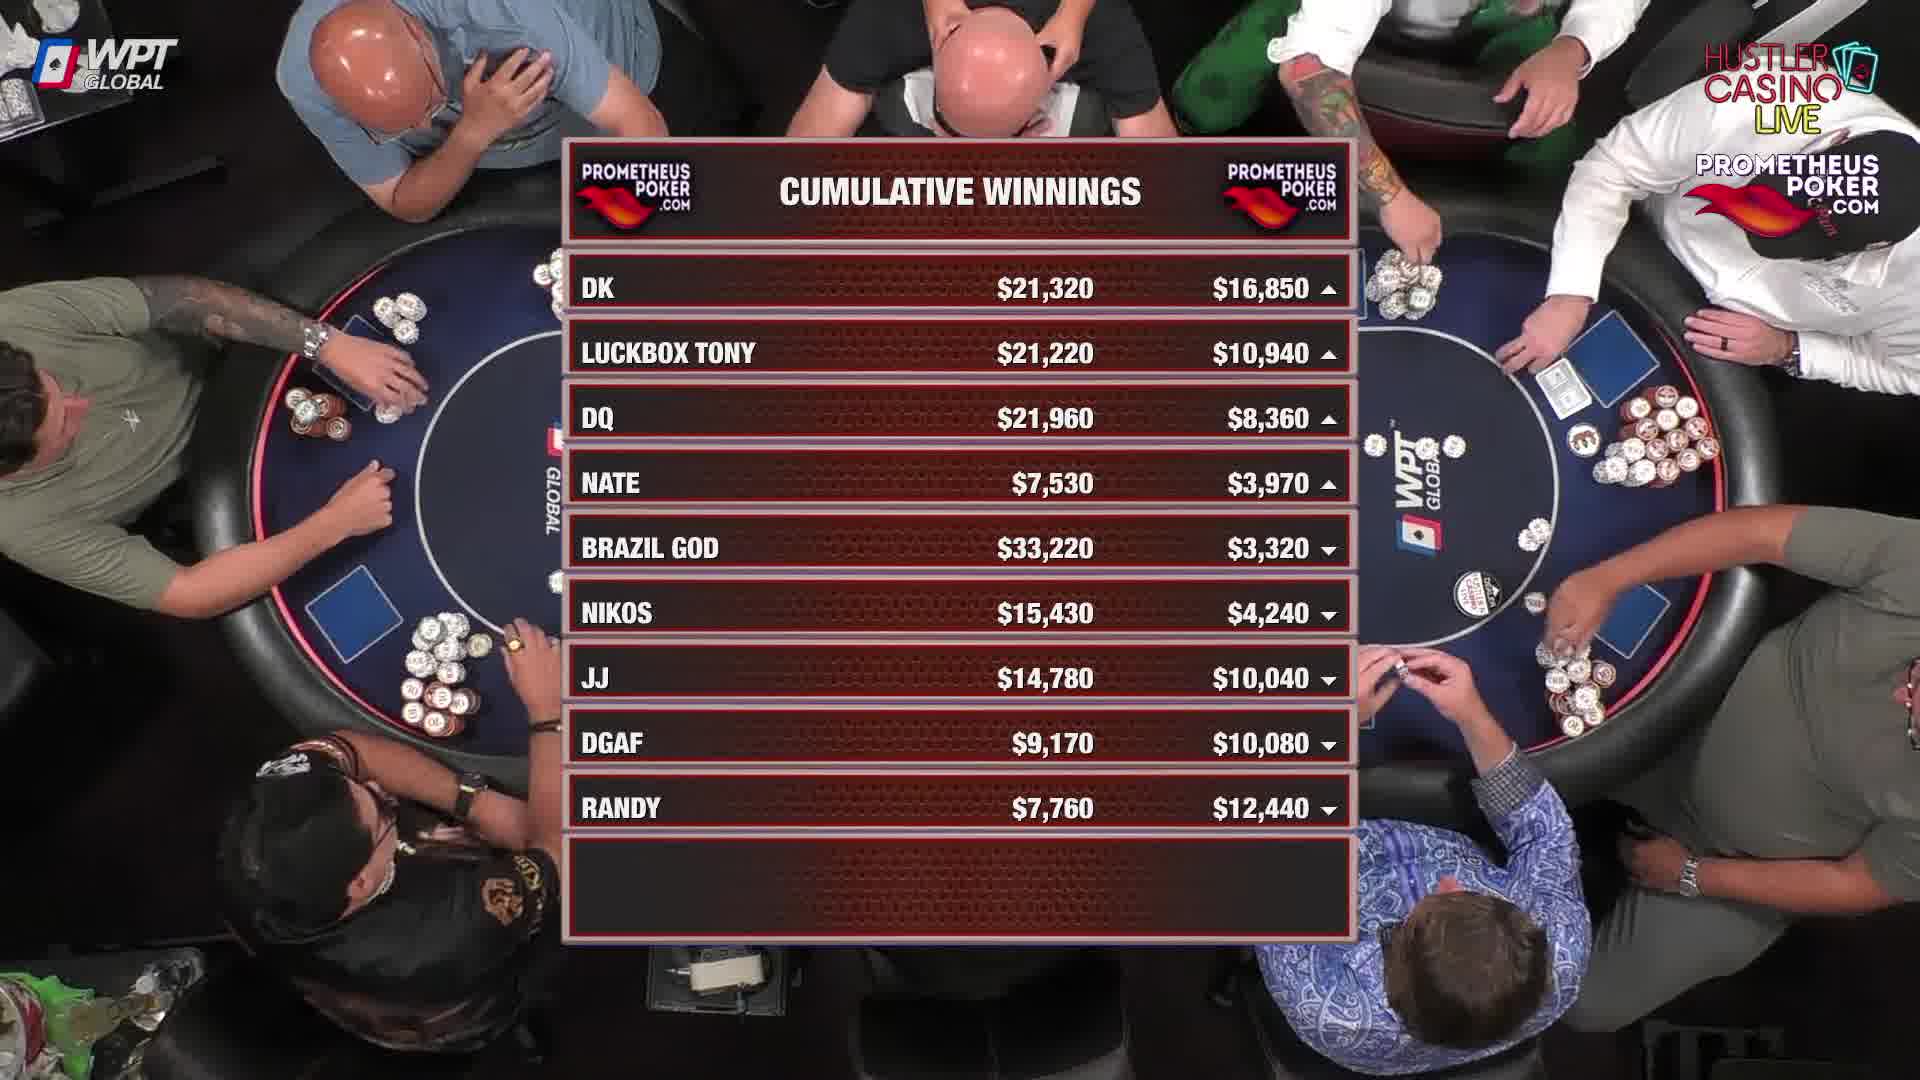 WPT
GLOBAL
HUSTLER
CASINO
LIVE
PROMETHEUS
POKER
.COM
PROMETHEUS
POKER
.COM
CUMULATIVE WINNINGS
PROMETHEUS
POKER
.COM
DK $21,320 $16,850
LUCKBOX TONY $21,220 $10,940
DQ $21,960 $8,360
NATE $7,530 $3,970
BRAZIL GOD $33,220 $3,320
NIKOS $15,430 $4,240
JJ $14,780 $10,040
DGAF $9,170 $10,080
RANDY $7,760 $12,440
GLOBAL
WPT
GLOBAL